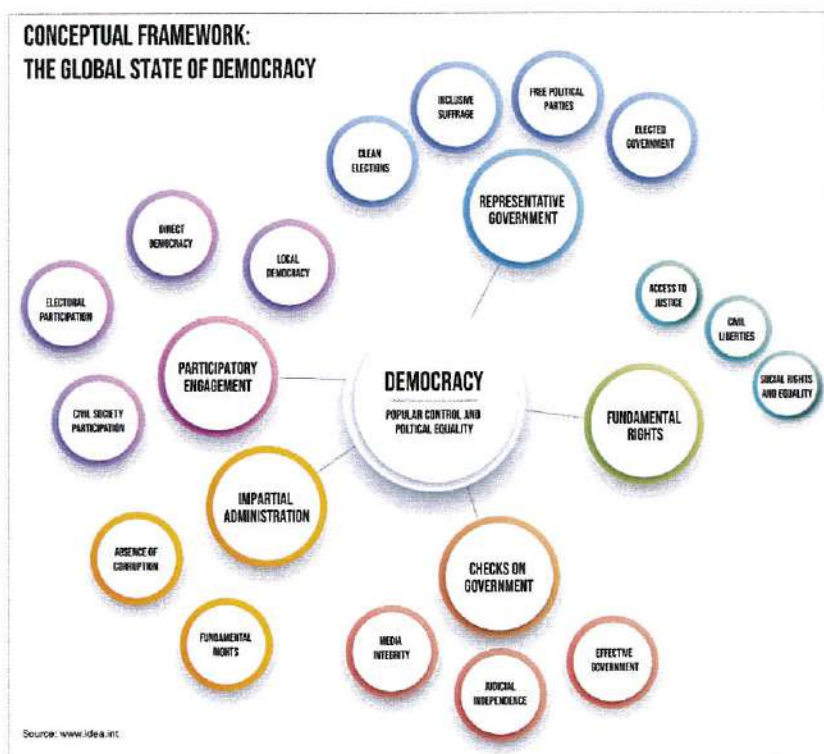 CONCEPTUAL FRAMEWORK:
THE GLOBAL STATE OF DEMOCRACY
INCLUSIVE
SUFFRAGE
FREE POLITICAL
PARTIES
ELECTED
GOVERNMENT
CLEAN
ELECTIONS
REPRESENTATIVE
GOVERNMENT
DIRECT
DEMOCRACY
LOCAL
DEMOCRACY
ELECTORAL
PARTICIPATION
PARTICIPATORY
ENGAGEMENT
CIVIL SOCIETY
PARTICIPATION
ACCESS TO
JUSTICE
CIVIL
LIBERTIES
SOCIAL RIGHTS
AND EQUALITY
FUNDAMENTAL
RIGHTS
DEMOCRACY
POPULAR CONTROL AND
POLTICAL EQUALITY
IMPARTIAL
ADMINISTRATION
ABSENCE OF
CORRUPTION
FUNDAMENTAL
RIGHTS
CHECKS ON
GOVERNMENT
MEDIA
INTEGRITY
JUDICIAL
INDEPENDENCE
EFFECTIVE
GOVERNMENT
Source: www.idea.int